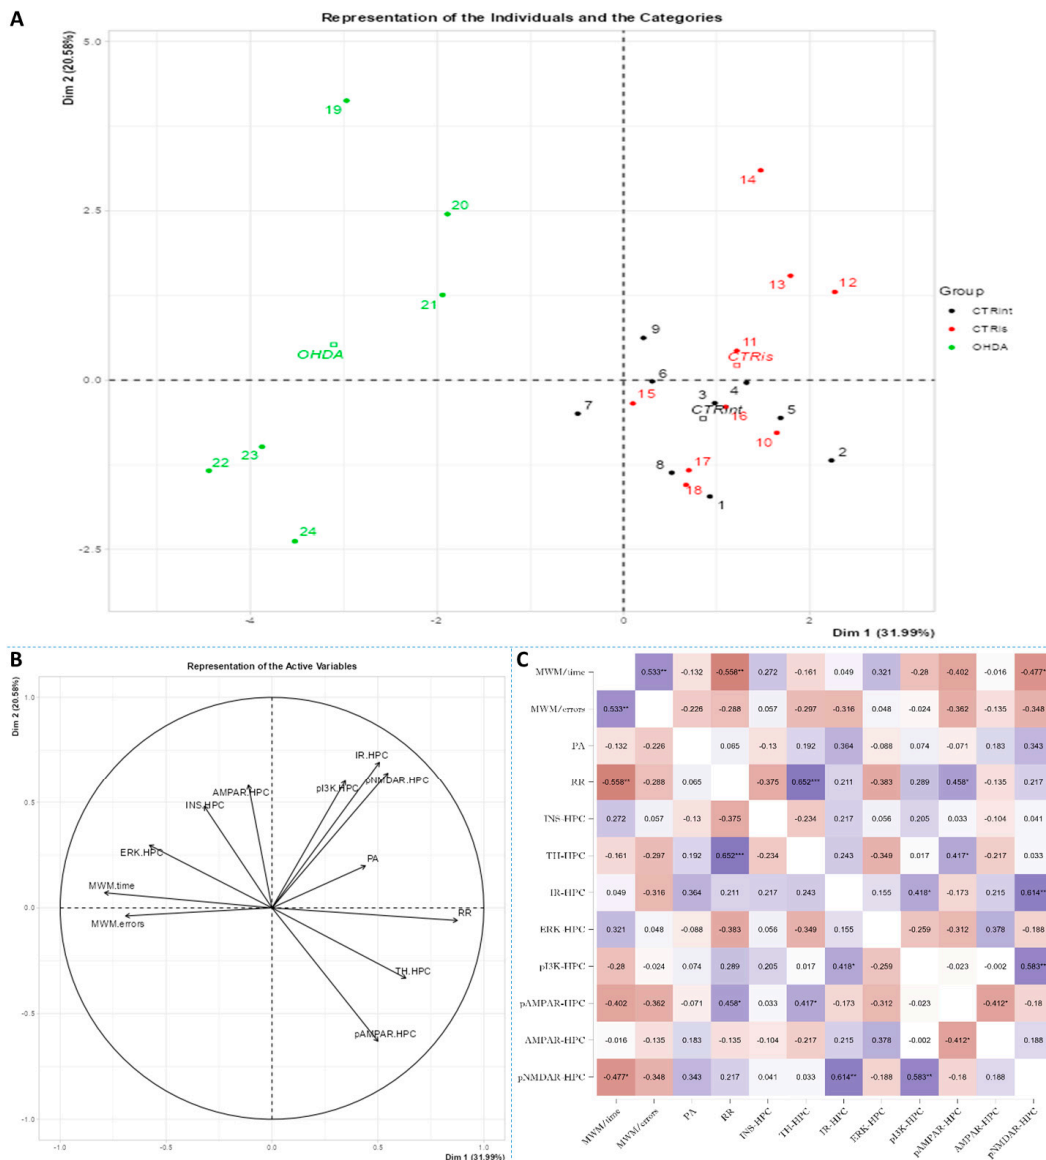 A
Representation of the Individuals and the Categories
Dim 2 (20.58%)
5.0
2.5
0.0
-2.5
19
20
21
OHDA
22
23
24
14
13
12
9
11
CTRis
6
4
15
3
CTRint
7
16
5
10
2
8
17
18
1
Group
CTRint
CTRis
OHDA
-4
-2
0
2
Dim 1 (31.99%)
B
Representation of the Active Variables
Dim 2 (20.58%)
1.0
0.5
0.0
-0.5
-1.0
IR.HPC
pNMDAR.HPC
pI3K.HPC
AMPAR.HPC
INS.HPC
ERK.HPC
PA
MWM.time
MWM.errors
RR
TH.HPC
pAMPAR.HPC
-1.0 -0.5 0.0 0.5 1.0
Dim 1 (31.99%)
C
MWM/time 0.533** -0.132 -0.558** 0.272 -0.161 0.049 0.321 -0.28 -0.402 -0.016 -0.477*
MWM/errors 0.533** -0.226 -0.288 0.057 -0.297 -0.316 0.048 -0.024 -0.362 -0.135 -0.348
PA -0.132 -0.226 0.065 -0.13 0.192 0.364 -0.088 0.074 -0.071 0.183 0.343
RR -0.558** -0.288 0.065 -0.375 0.652*** 0.211 -0.383 0.289 0.458* -0.135 0.217
INS-HPC 0.272 0.057 -0.13 -0.375 -0.234 0.217 0.056 0.205 0.033 -0.104 0.041
TH-HPC -0.161 -0.297 0.192 0.652*** -0.234 0.243 -0.349 0.017 0.417* -0.217 0.033
IR-HPC 0.049 -0.316 0.364 0.211 0.217 0.243 0.155 0.418* -0.173 0.215 0.614**
ERK-HPC 0.321 0.048 -0.088 -0.383 0.056 -0.349 0.155 -0.259 -0.312 0.378 -0.188
pI3K-HPC -0.28 -0.024 0.074 0.289 0.205 0.017 0.418* -0.259 -0.023 -0.002 0.583**
pAMPAR-HPC -0.402 -0.362 -0.071 0.458* 0.033 0.417* -0.173 -0.312 -0.023 -0.412* -0.18
AMPAR-HPC -0.016 -0.135 0.183 -0.135 -0.104 -0.217 0.215 0.378 -0.002 -0.412* 0.188
pNMDAR-HPC -0.477* -0.348 0.343 0.217 0.041 0.033 0.614** -0.188 0.583** -0.18 0.188
MWM/time MWM/errors PA RR INS-HPC TH-HPC IR-HPC ERK-HPC pI3K-HPC pAMPAR-HPC AMPAR-HPC pNMDAR-HPC